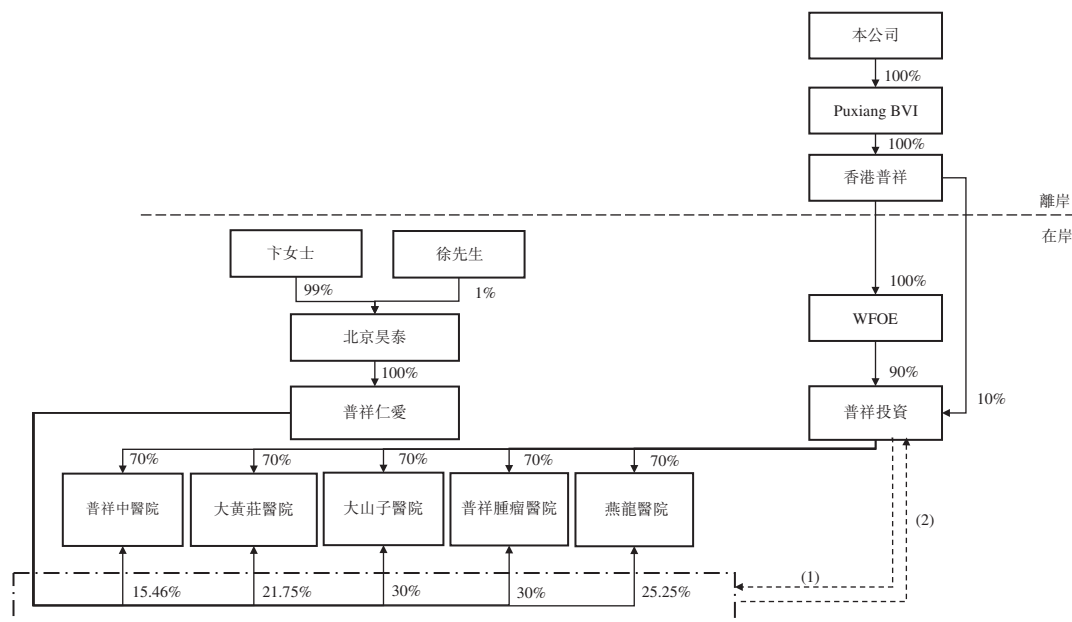 本公司
100%
Puxiang BVI
100%
香港普祥
離岸
在岸
卞女士
徐先生
99%
1%
100%
北京昊泰
WFOE
100%
90%
普祥仁愛
普祥投資
10%
70%
70%
70%
70%
70%
普祥中醫院
大黃莊醫院
大山子醫院
普祥腫瘤醫院
燕龍醫院
(2)
(1)
15.46%
21.75%
30%
30%
25.25%